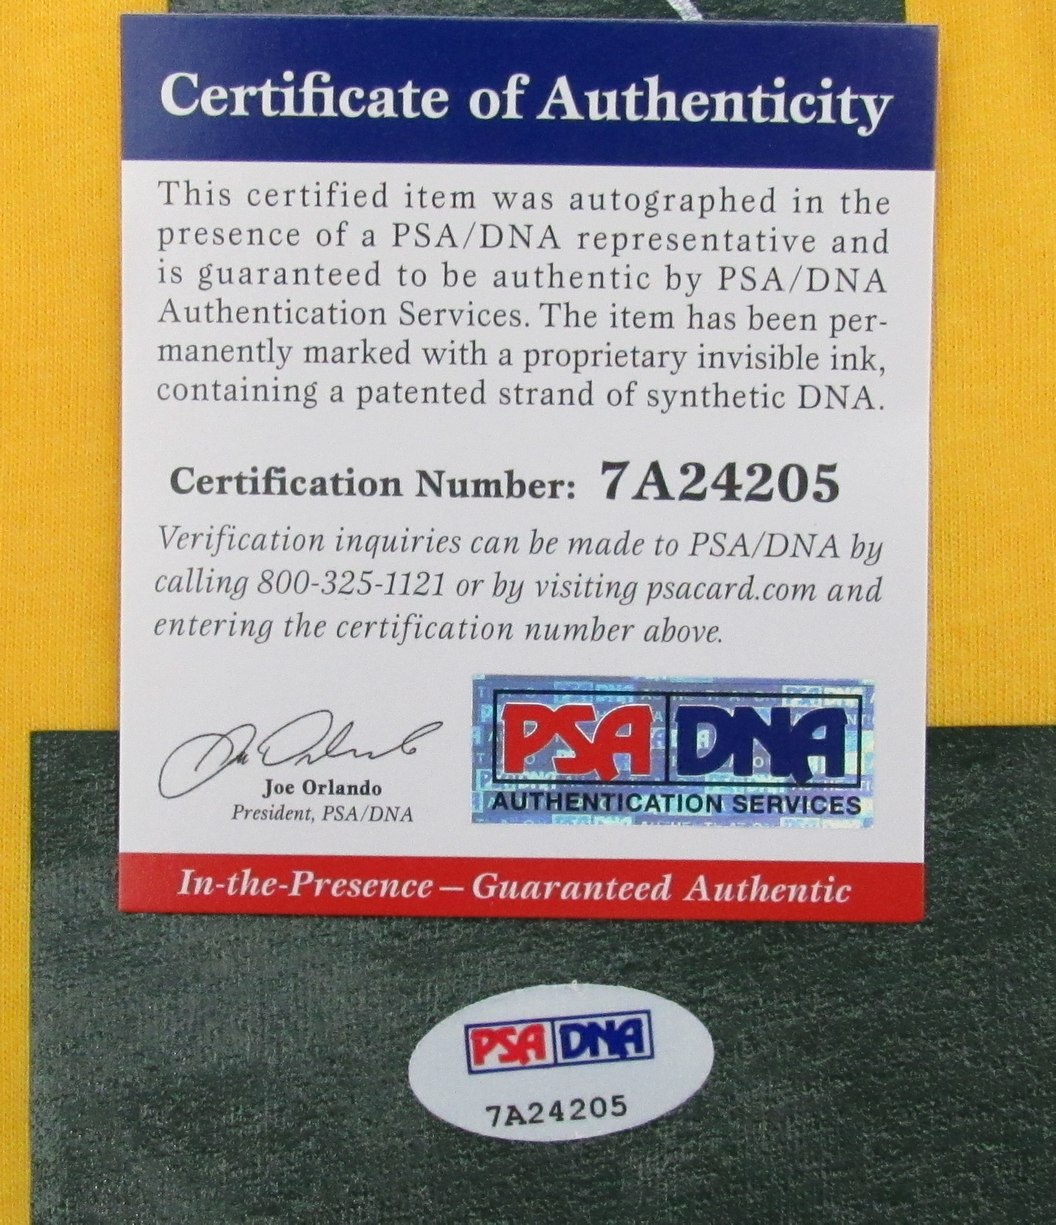 Certificate of Authenticity
This certified item was autographed in the
presence of a PSA/DNA representative and
is guaranteed to be authentic by PSA/DNA
Authentication Services. The item has been per-
manently marked with a proprietary invisible ink,
containing a patented strand of synthetic DNA.
Certification Number: 7A24205
Verification inquiries can be made to PSA/DNA by
calling 800-325-1121 or by visiting psacard.com and
entering the certification number above.
Joe Orlando
President, PSA/DNA
PSA DNA
AUTHENTICATION SERVICES
In-the-Presence – Guaranteed Authentic
PSA DNA
7A24205